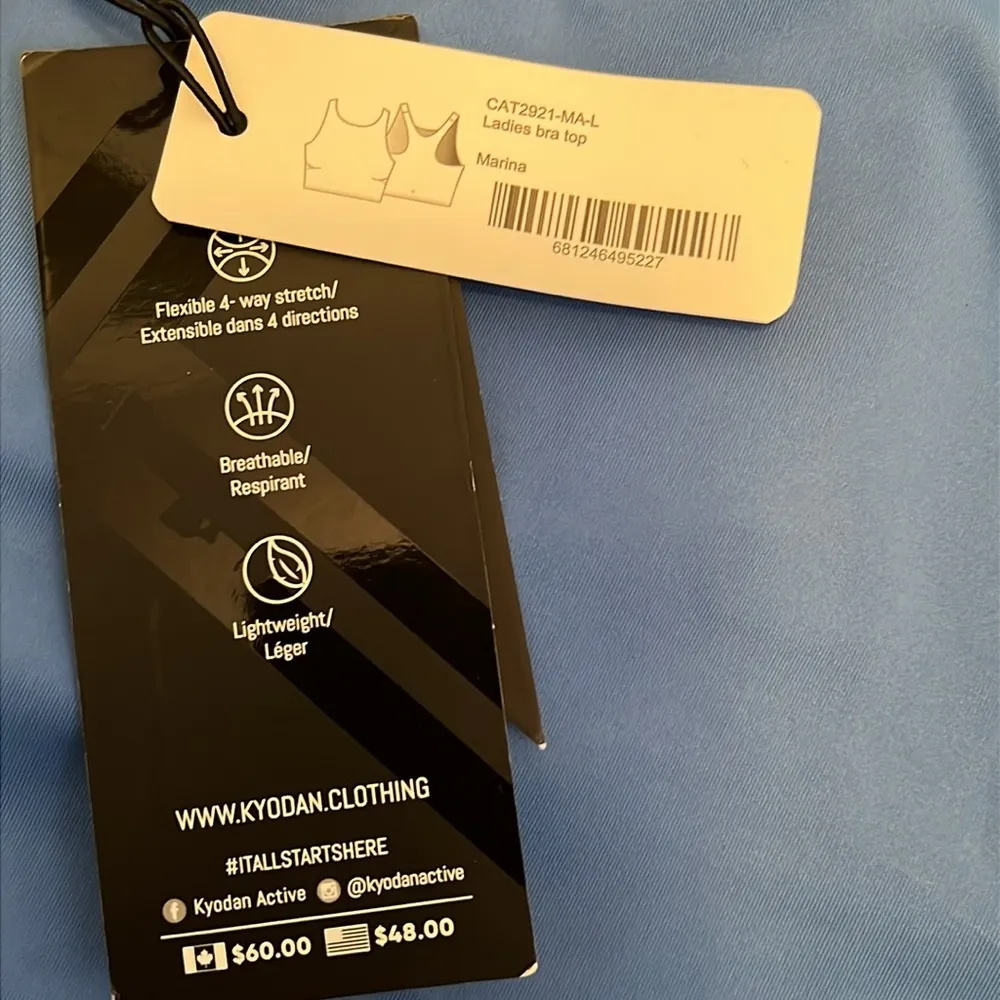 CAT2921-MA-L
Ladies bra top
Marina
681246495227
Flexible 4- way stretch/
Extensible dans 4 directions
Breathable/
Respirant
Lightweight/
Léger
WWW.KYODAN.CLOTHING
#ITALLSTARTSHERE
Kyodan Active @kyodanactive
$60.00 $48.00